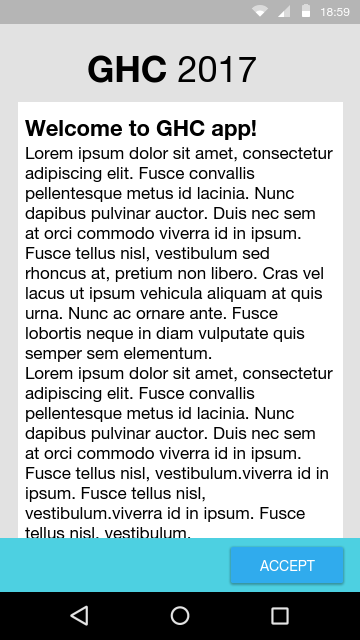 18:59
GHC 2017
Welcome to GHC app!
Lorem ipsum dolor sit amet, consectetur
adipiscing elit. Fusce convallis
pellentesque metus id lacinia. Nunc
dapibus pulvinar auctor. Duis nec sem
at orci commodo viverra id in ipsum.
Fusce tellus nisl, vestibulum sed
rhoncus at, pretium non libero. Cras vel
lacus ut ipsum vehicula aliquam at quis
urna. Nunc ac ornare ante. Fusce
lobortis neque in diam vulputate quis
semper sem elementum.
Lorem ipsum dolor sit amet, consectetur
adipiscing elit. Fusce convallis
pellentesque metus id lacinia. Nunc
dapibus pulvinar auctor. Duis nec sem
at orci commodo viverra id in ipsum.
Fusce tellus nisl, vestibulum.viverra id in
ipsum. Fusce tellus nisl,
vestibulum.viverra id in ipsum. Fusce
tellus nisl, vestibulum.
ACCEPT